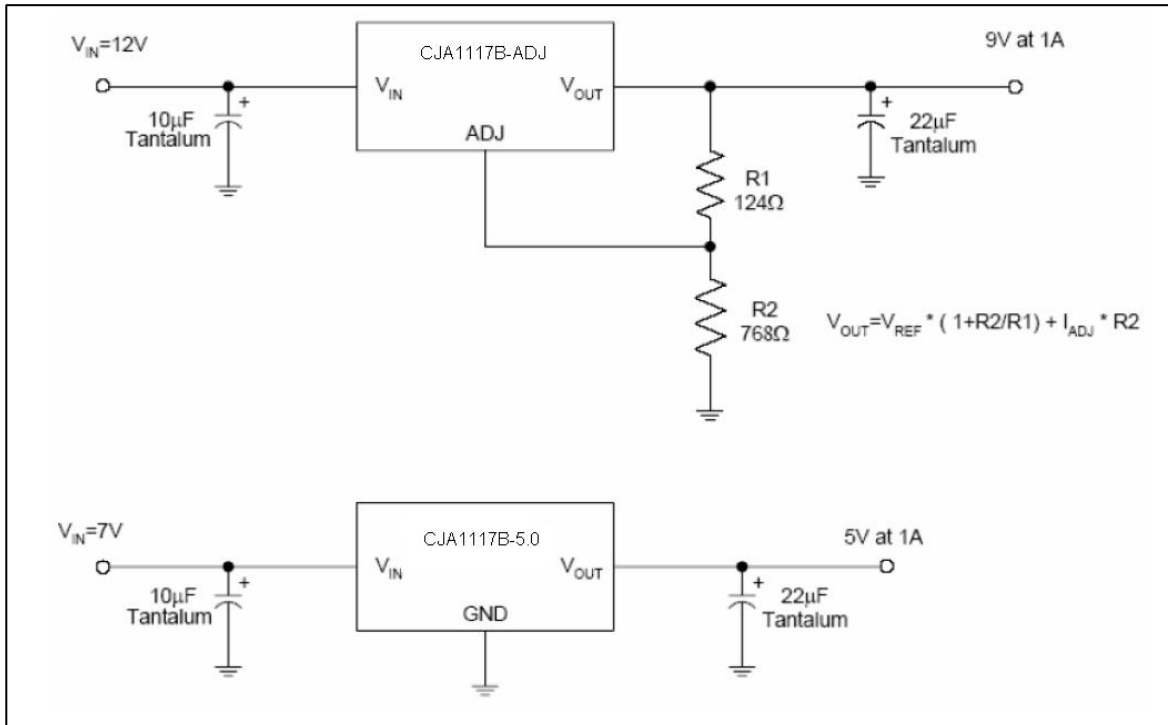 V_IN=12V
CJA1117B-ADJ
9V at 1A
V_IN
V_OUT
ADJ
+
10μF
Tantalum
+
22μF
Tantalum
R1
124Ω
R2
768Ω
V_OUT=V_REF * ( 1+R2/R1) + I_ADJ * R2
V_IN=7V
CJA1117B-5.0
5V at 1A
V_IN
V_OUT
GND
+
10μF
Tantalum
+
22μF
Tantalum